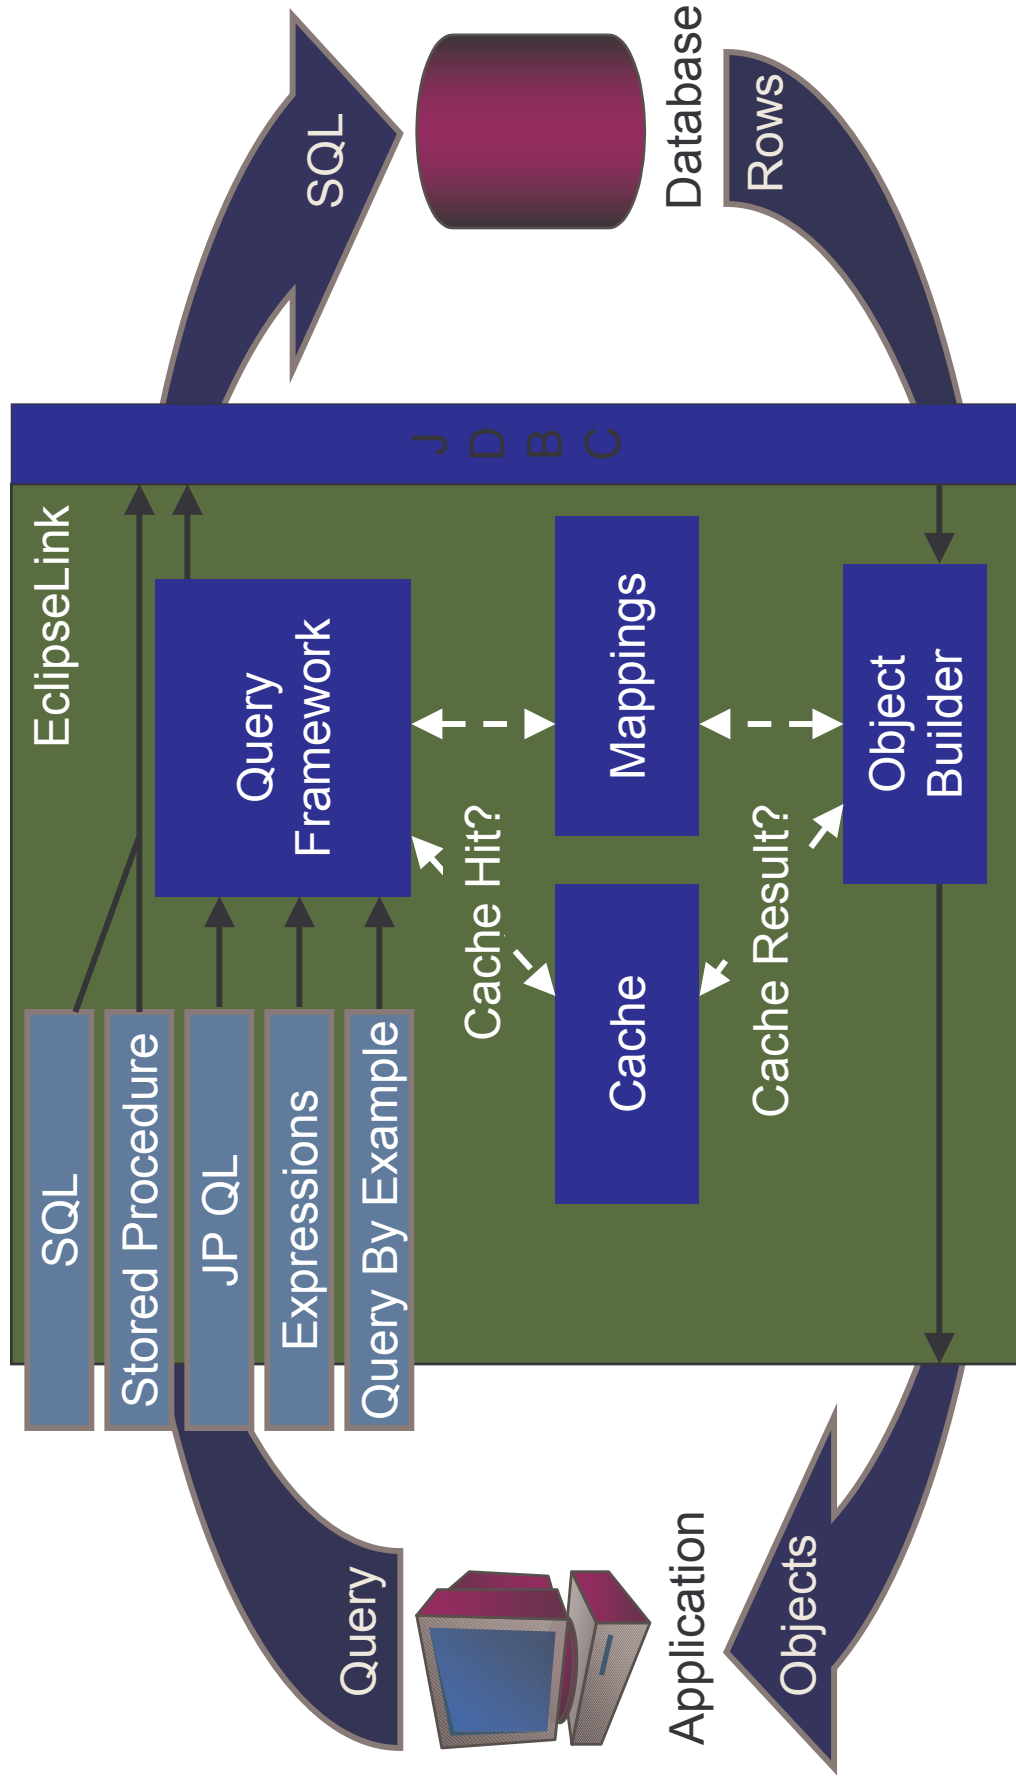 EclipseLink
SQL
Stored Procedure
JP QL
Expressions
Query By Example
Query
Framework
Cache Hit?
Cache
Mappings
Cache Result?
Object
Builder
J
D
B
C
SQL
Database
Rows
Query
Application
Objects